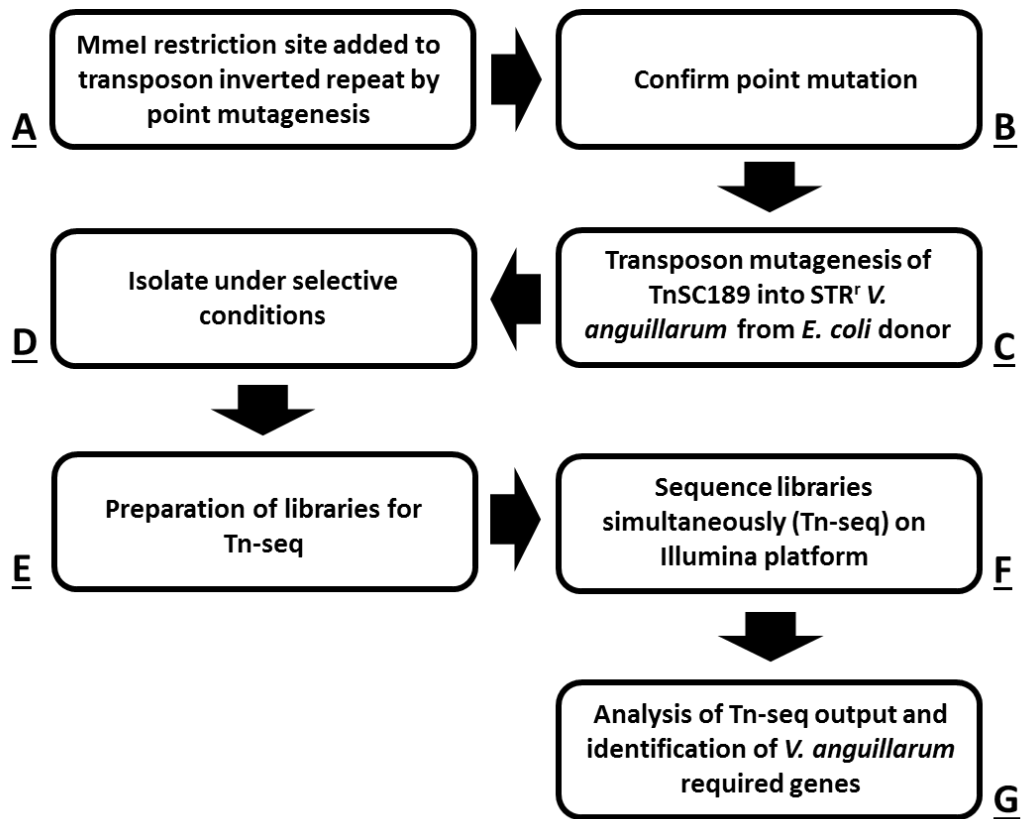 MmeI restriction site added to
transposon inverted repeat by
point mutagenesis
A
Confirm point mutation
B
Transposon mutagenesis of
TnSC189 into STRʳ V.
anguillarum from E. coli donor
C
Isolate under selective
conditions
D
Preparation of libraries for
Tn-seq
E
Sequence libraries
simultaneously (Tn-seq) on
Illumina platform
F
Analysis of Tn-seq output and
identification of V. anguillarum
required genes
G